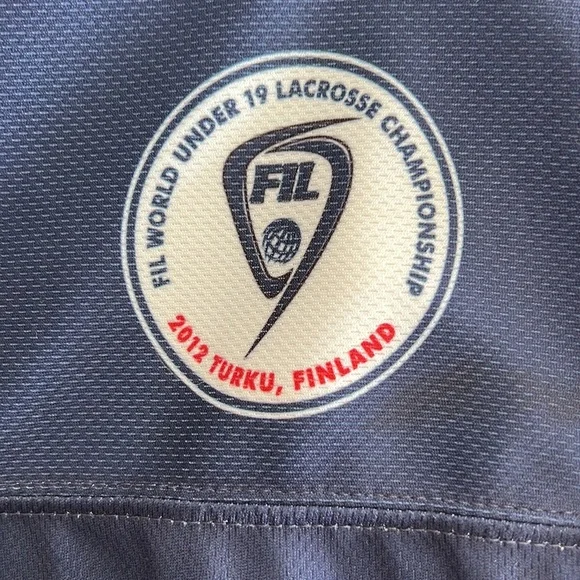 FIL WORLD UNDER 19 LACROSSE CHAMPIONSHIP
FIL
2012 TURKU, FINLAND